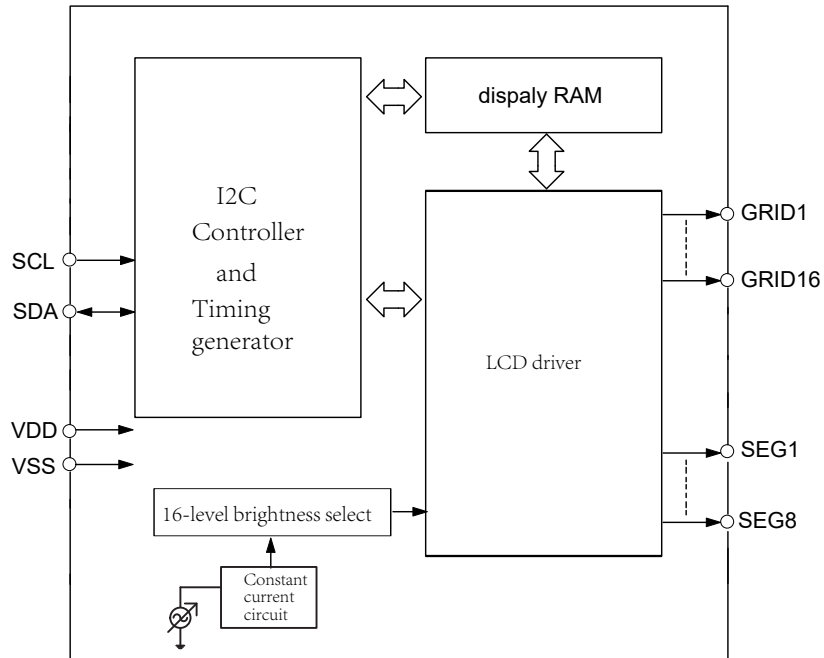 dispaly RAM
I2C
Controller
and
Timing
generator
GRID1
GRID16
SCL
SDA
LCD driver
VDD
VSS
SEG1
SEG8
16-level brightness select
Constant
current
circuit